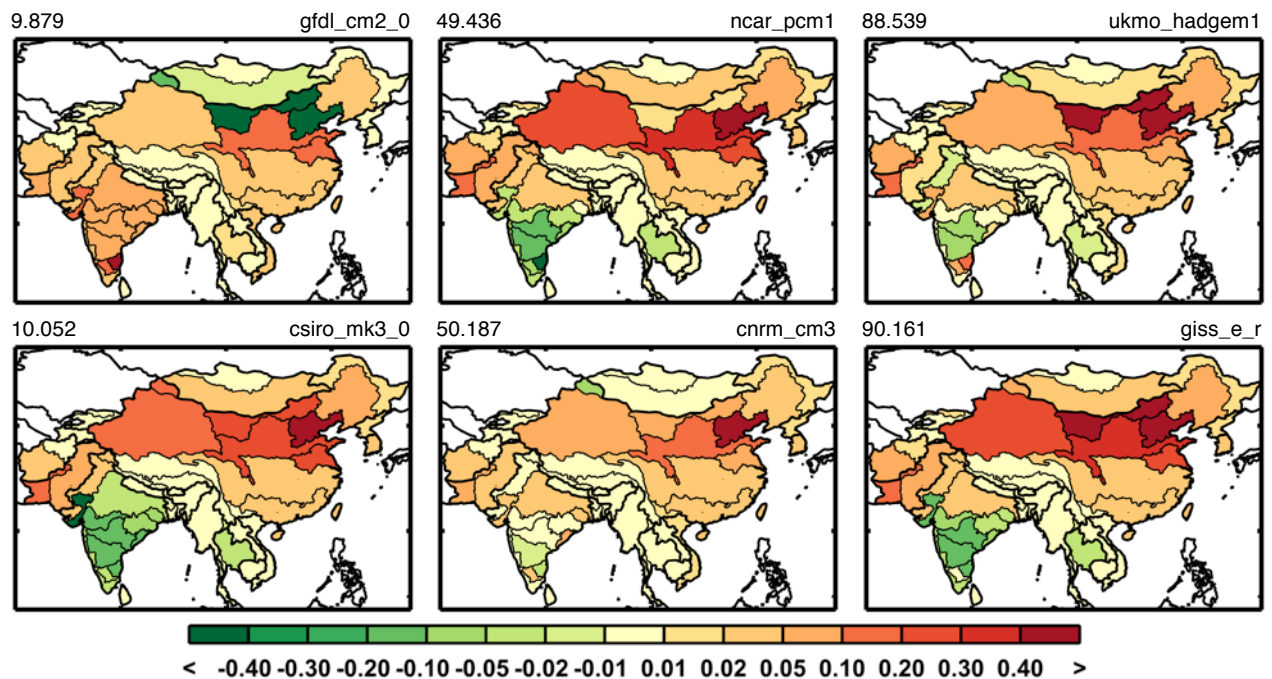 9.879 gfdl_cm2_0
49.436 ncar_pcm1
88.539 ukmo_hadgem1
10.052 csiro_mk3_0
50.187 cnrm_cm3
90.161 giss_e_r
< -0.40 -0.30 -0.20 -0.10 -0.05 -0.02 -0.01 0.01 0.02 0.05 0.10 0.20 0.30 0.40 >